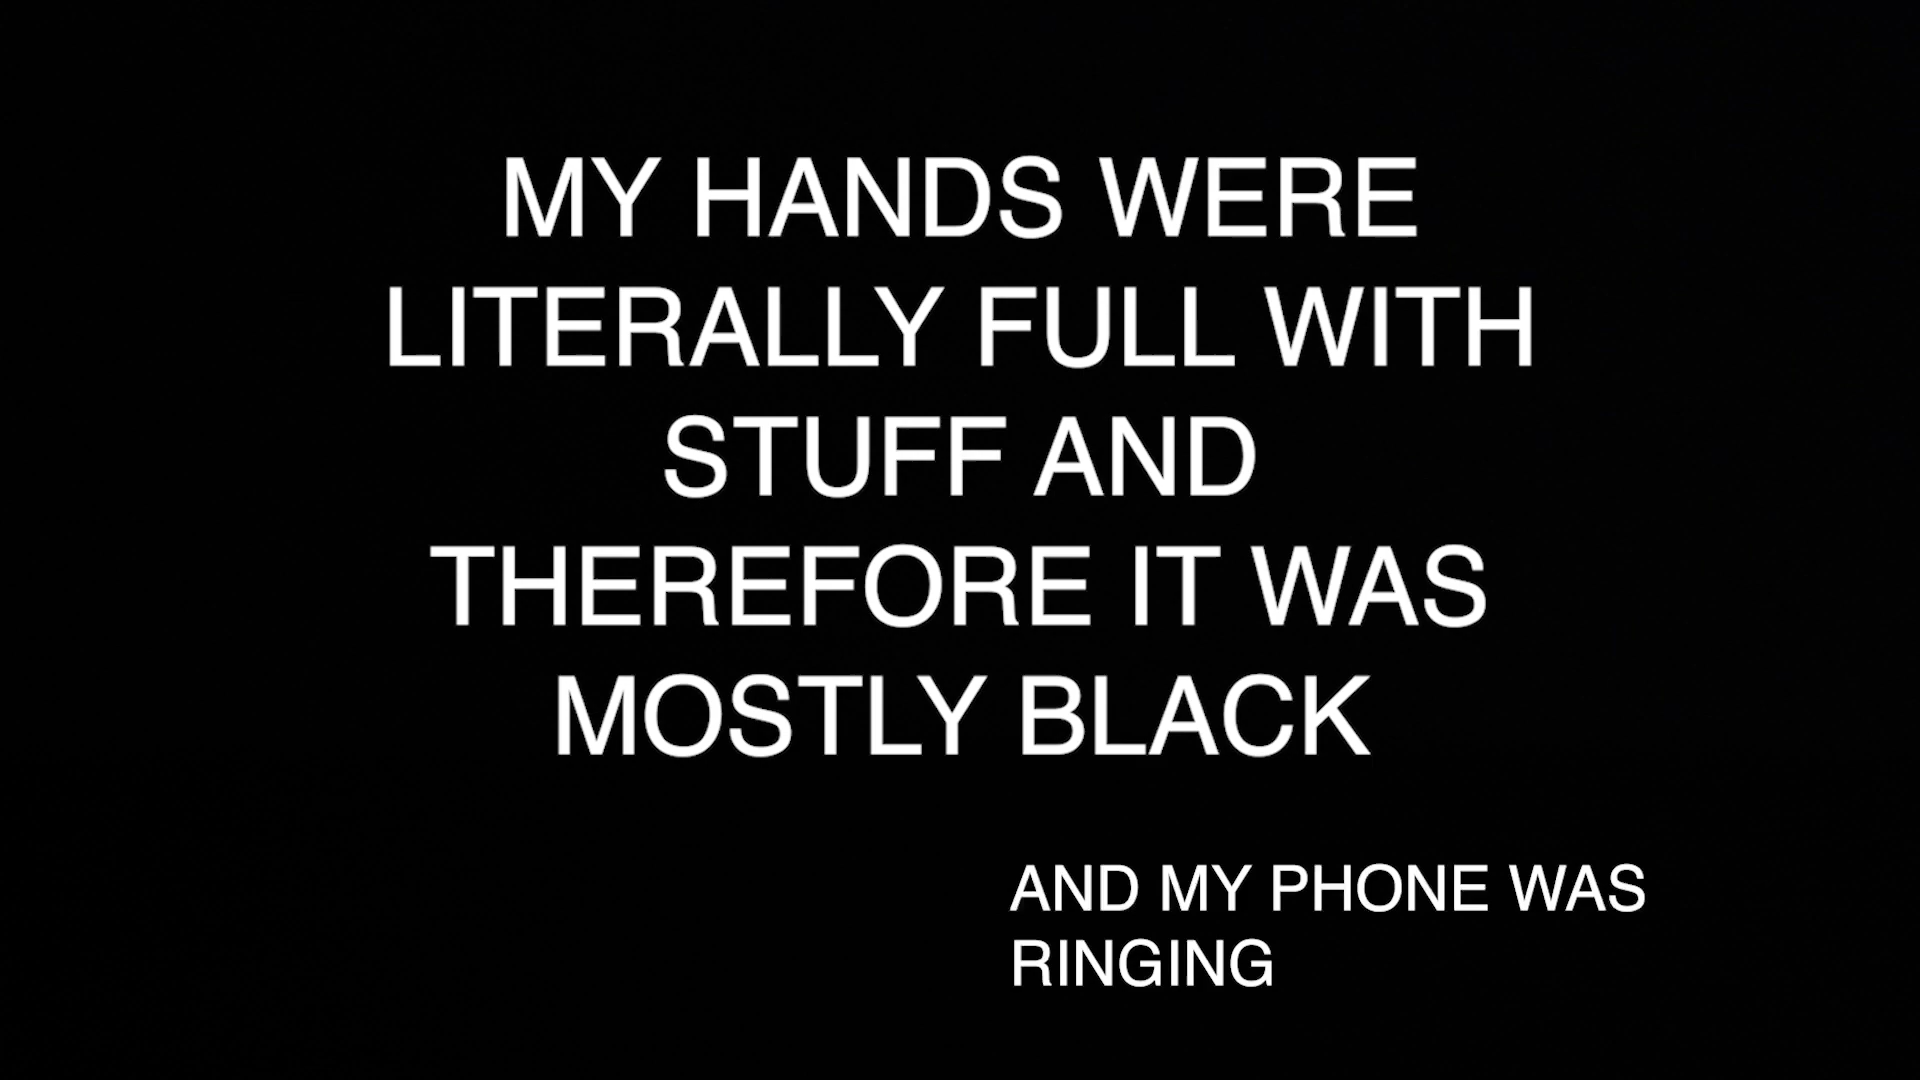 MY HANDS WERE
LITERALLY FULL WITH
STUFF AND
THEREFORE IT WAS
MOSTLY BLACK
AND MY PHONE WAS
RINGING